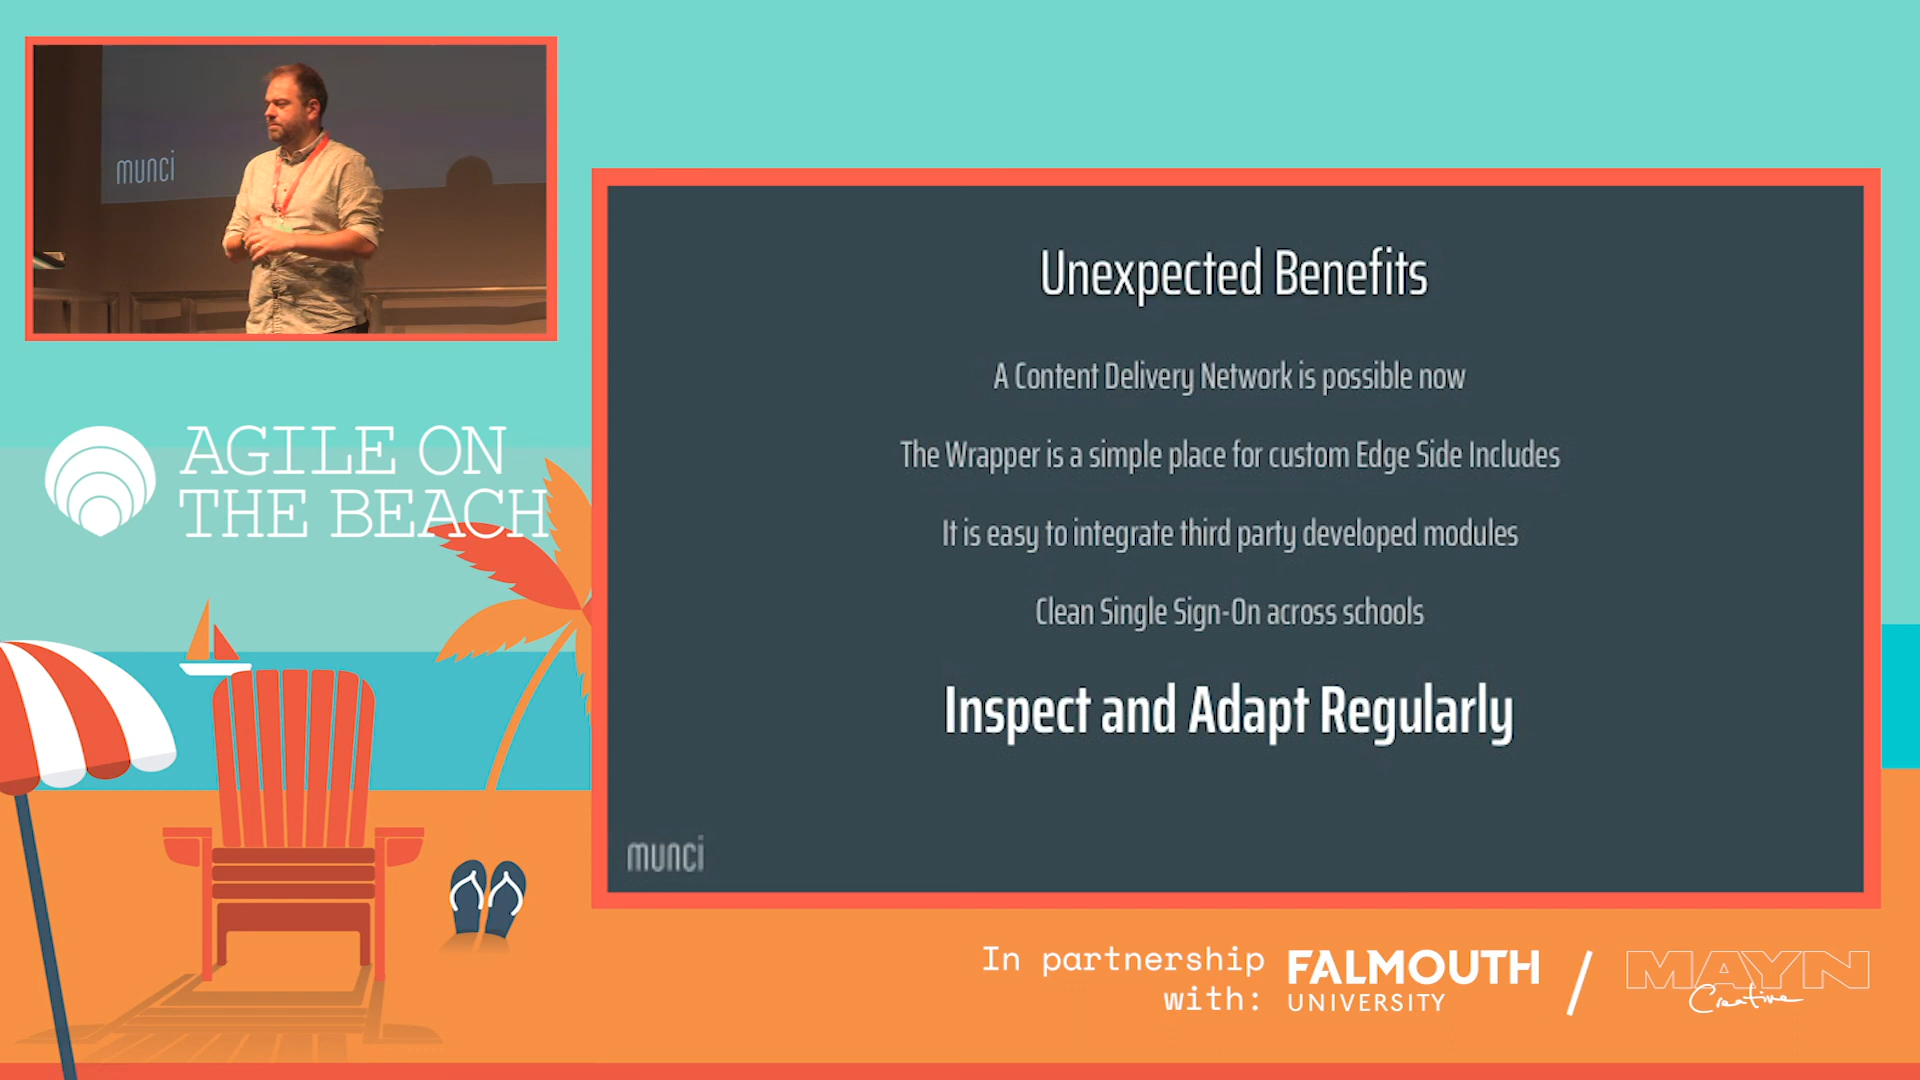 munci
AGILE ON
THE BEACH
Unexpected Benefits
A Content Delivery Network is possible now
The Wrapper is a simple place for custom Edge Side Includes
It is easy to integrate third party developed modules
Clean Single Sign-On across schools
Inspect and Adapt Regularly
munci
In partnership
with:
FALMOUTH
UNIVERSITY
/
MAYN
Creative